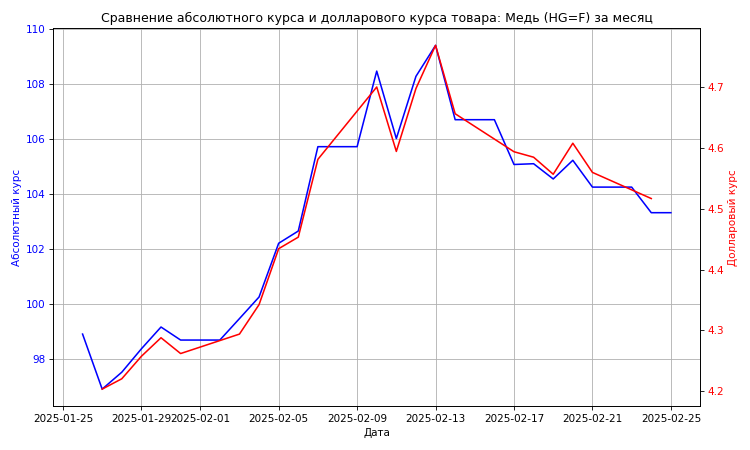 Сравнение абсолютного курса и долларового курса товара: Медь (HG=F) за месяц
110
108
106
104
102
100
98
Абсолютный курс
4.7
4.6
4.5
4.4
4.3
4.2
Долларовый курс
2025-01-25 2025-01-29 2025-02-01 2025-02-05 2025-02-09 2025-02-13 2025-02-17 2025-02-21 2025-02-25
Дата